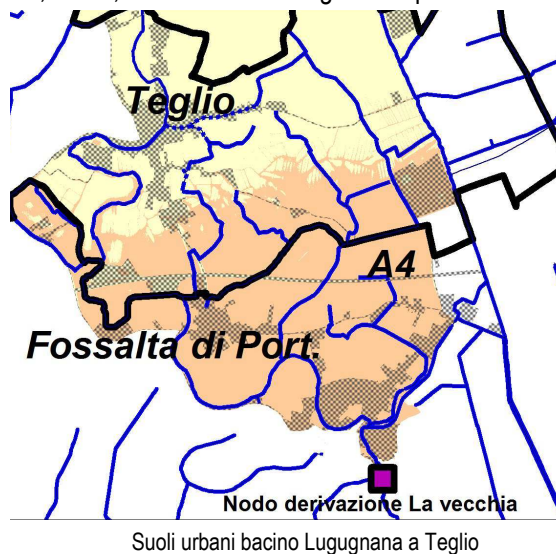 Teglio
A4
Fossalta di Port.
Nodo derivazione La vecchia
Suoli urbani bacino Lugugnana a Teglio